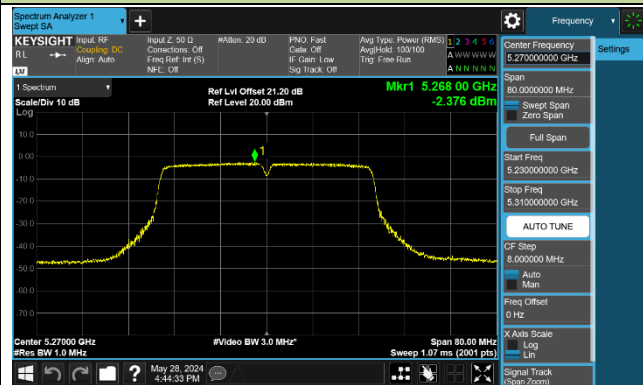 Spectrum Analyzer 1
Swept SA
Frequency
KEYSIGHT
RL
LXI
Input: RF
Coupling: DC
Align: Auto
Input Z: 50 Ω
Corrections: Off
Freq Ref: Int (S)
NFE: Off
#Atten: 20 dB
PNO: Fast
Gate: Off
IF Gain: Low
Sig Track: Off
Avg Type: Power (RMS)
Avg|Hold: 100/100
Trig: Free Run
1 2 3 4 5 6
A W W W W W
A N N N N N
Center Frequency
5.270000000 GHz
Settings
Span
80.0000000 MHz
Swept Span
Zero Span
Full Span
Start Freq
5.230000000 GHz
Stop Freq
5.310000000 GHz
AUTO TUNE
CF Step
8.000000 MHz
Auto
Man
Freq Offset
0 Hz
X Axis Scale
Log
Lin
Signal Track
(Span Zoom)
1 Spectrum
Scale/Div 10 dB
Log
Ref Lvl Offset 21.20 dB
Ref Level 20.00 dBm
Mkr1 5.268 00 GHz
-2.376 dBm
1
10.0
0.00
-10.0
-20.0
-30.0
-40.0
-50.0
-60.0
-70.0
Center 5.27000 GHz
#Res BW 1.0 MHz
#Video BW 3.0 MHz*
Span 80.00 MHz
Sweep 1.07 ms (2001 pts)
?
May 28, 2024
4:44:33 PM